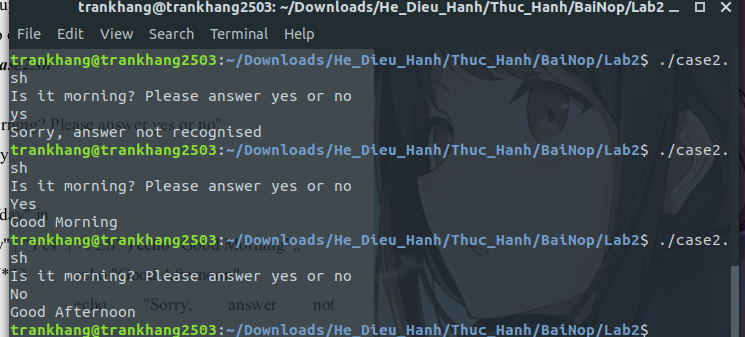 trankhang@trankhang2503: ~/Downloads/He_Dieu_Hanh/Thuc_Hanh/BaiNop/Lab2
File Edit View Search Terminal Help
trankhang@trankhang2503:~/Downloads/He_Dieu_Hanh/Thuc_Hanh/BaiNop/Lab2$ ./case2.
sh
Is it morning? Please answer yes or no
ys
Sorry, answer not recognised
trankhang@trankhang2503:~/Downloads/He_Dieu_Hanh/Thuc_Hanh/BaiNop/Lab2$ ./case2.
sh
Is it morning? Please answer yes or no
Yes
Good Morning
trankhang@trankhang2503:~/Downloads/He_Dieu_Hanh/Thuc_Hanh/BaiNop/Lab2$ ./case2.
sh
Is it morning? Please answer yes or no
No
Good Afternoon
echo "Sorry, answer not
trankhang@trankhang2503:~/Downloads/He_Dieu_Hanh/Thuc_Hanh/BaiNop/Lab2$